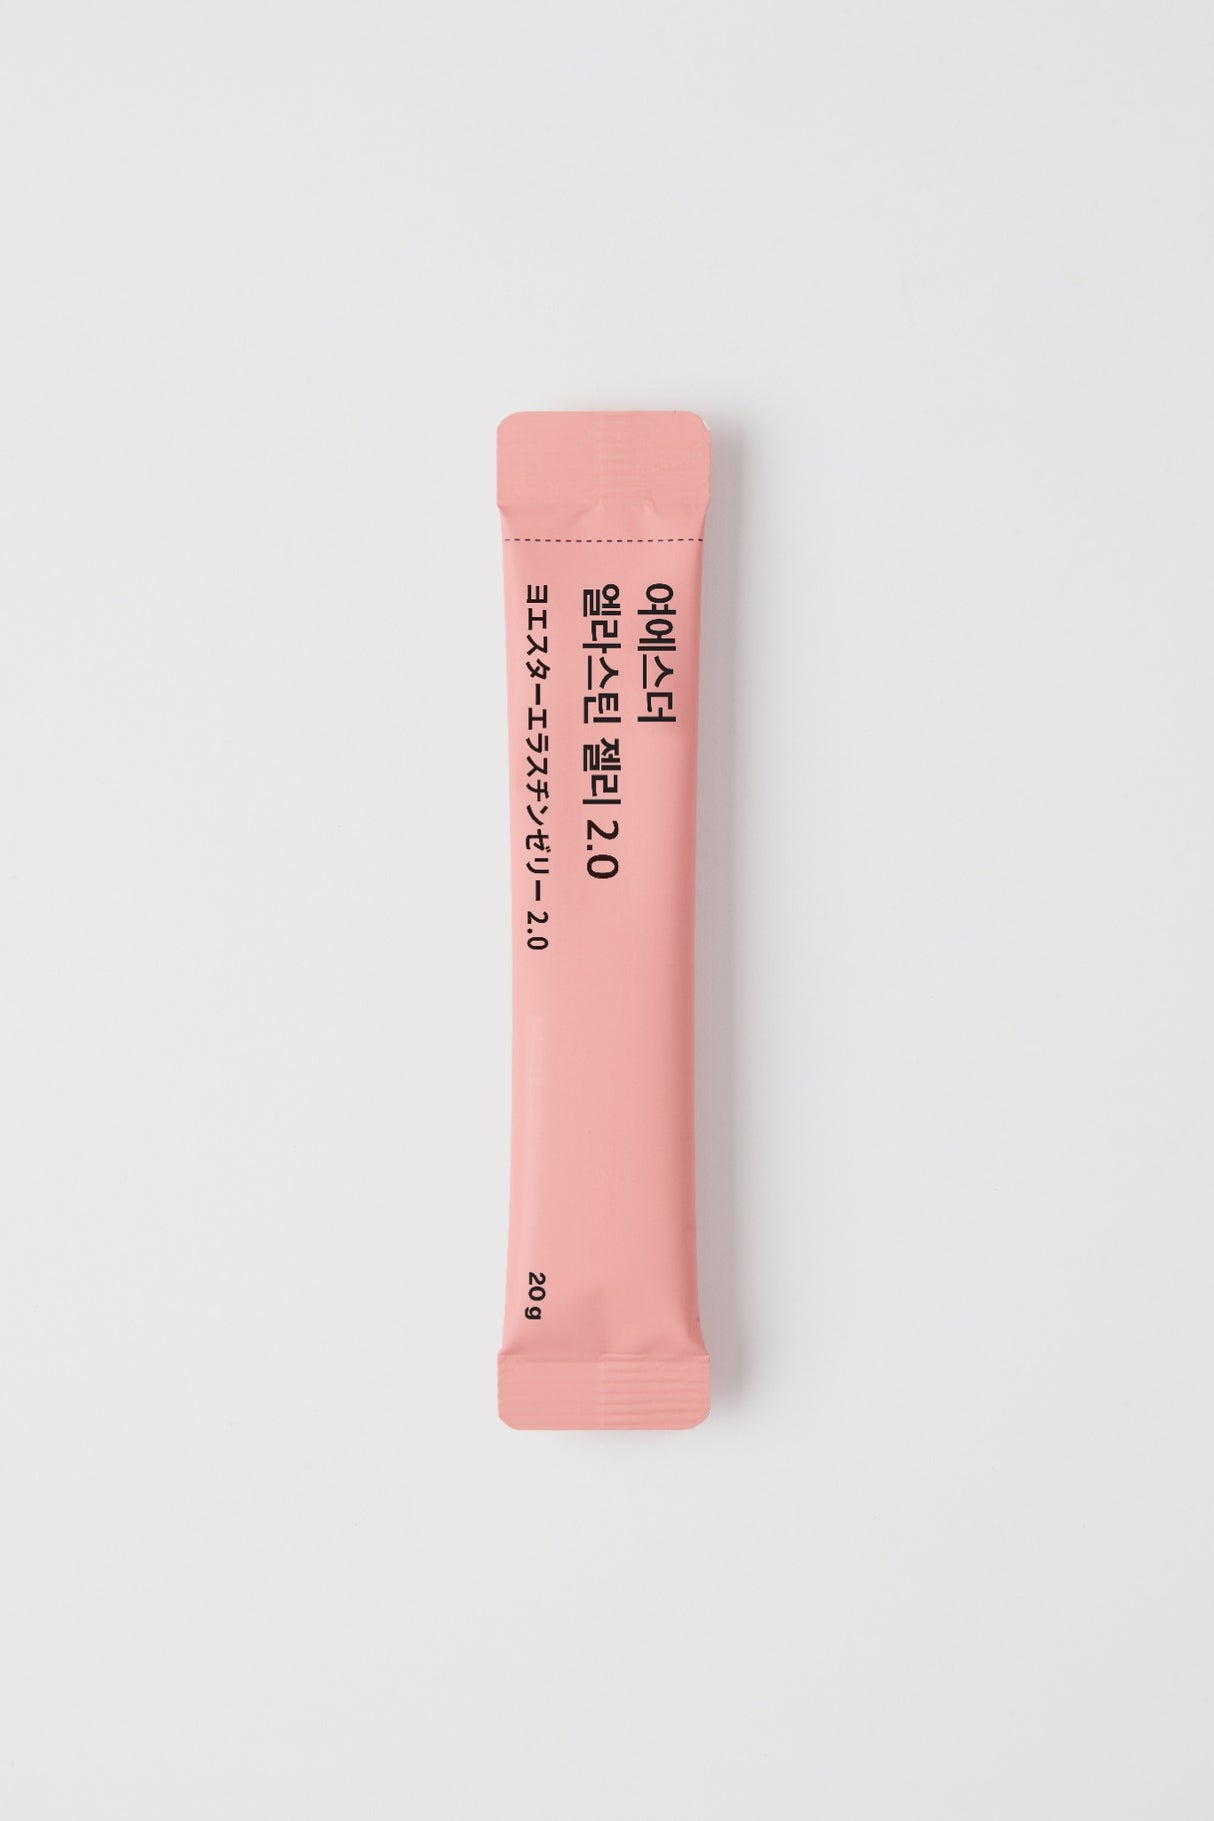 여에스더
엘라스틴 젤리 2.0
ヨエスターエラスチンゼリー 2.0
20 g